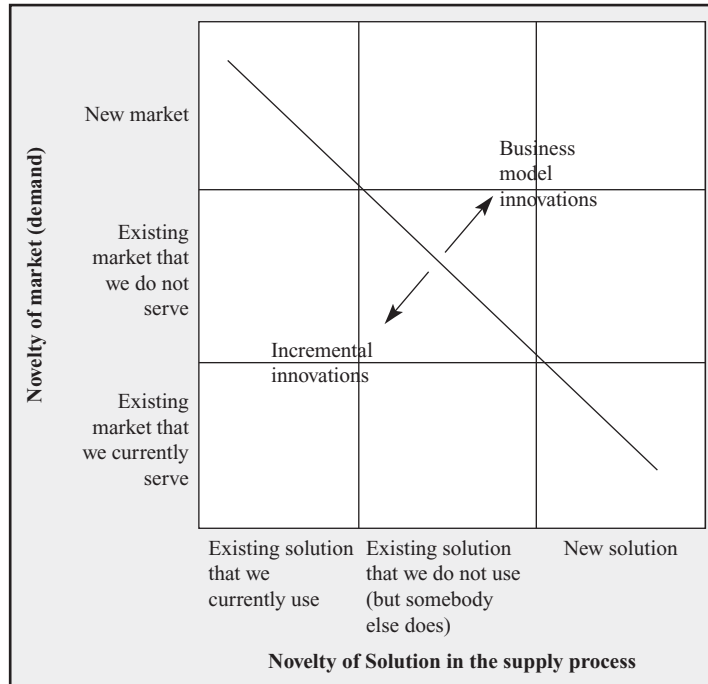 Novelty of market (demand)
New market
Existing
market that
we do not
serve
Existing
market that
we currently
serve
Business
model
innovations
Incremental
innovations
Existing solution
that we
currently use
Existing solution
that we do not use
(but somebody
else does)
New solution
Novelty of Solution in the supply process